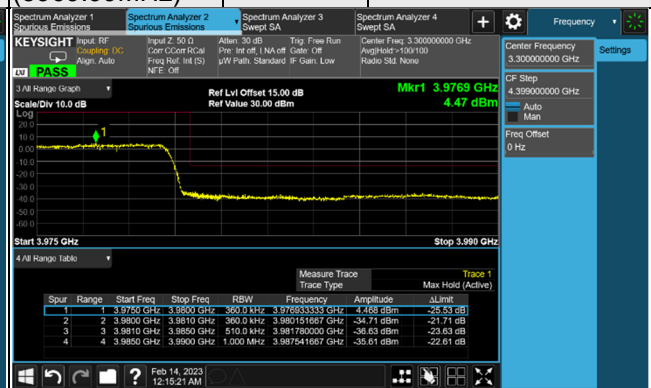 Spectrum Analyzer 1
Spurious Emissions
Spectrum Analyzer 2
Spurious Emissions
Spectrum Analyzer 3
Swept SA
Spectrum Analyzer 4
Swept SA
+
Frequency
KEYSIGHT
Input: RF
Coupling: DC
Align: Auto
Input Z: 50 Ω
Corr CCorr RCal
Freq Ref: Int (S)
NFE: Off
Atten: 30 dB
Pre: Int off, LNA off
µW Path: Standard
Trig: Free Run
Gate: Off
IF Gain: Low
Center Freq: 3.300000000 GHz
Avg|Hold:>100/100
Radio Std: None
LXI
PASS
Center Frequency
3.300000000 GHz
Settings
CF Step
4.399000000 GHz
Auto
Man
Freq Offset
0 Hz
3 All Range Graph
Scale/Div 10.0 dB
Ref Lvl Offset 15.00 dB
Ref Value 30.00 dBm
Mkr1 3.9769 GHz
4.47 dBm
Log
20.0
10.0
0.00
-10.0
-20.0
-30.0
-40.0
-50.0
-60.0
1
Start 3.975 GHz
Stop 3.990 GHz
4 All Range Table
Measure Trace Trace 1
Trace Type Max Hold (Active)
Spur Range Start Freq Stop Freq RBW Frequency Amplitude ΔLimit
1 1 3.9750 GHz 3.9800 GHz 360.0 kHz 3.976933333 GHz 4.468 dBm -25.53 dB
2 2 3.9800 GHz 3.9810 GHz 360.0 kHz 3.980151667 GHz -34.71 dBm -21.71 dB
3 3 3.9810 GHz 3.9850 GHz 510.0 kHz 3.981780000 GHz -36.63 dBm -23.63 dB
4 4 3.9850 GHz 3.9900 GHz 1.000 MHz 3.987541667 GHz -35.61 dBm -22.61 dB
?
Feb 14, 2023
12:15:21 AM